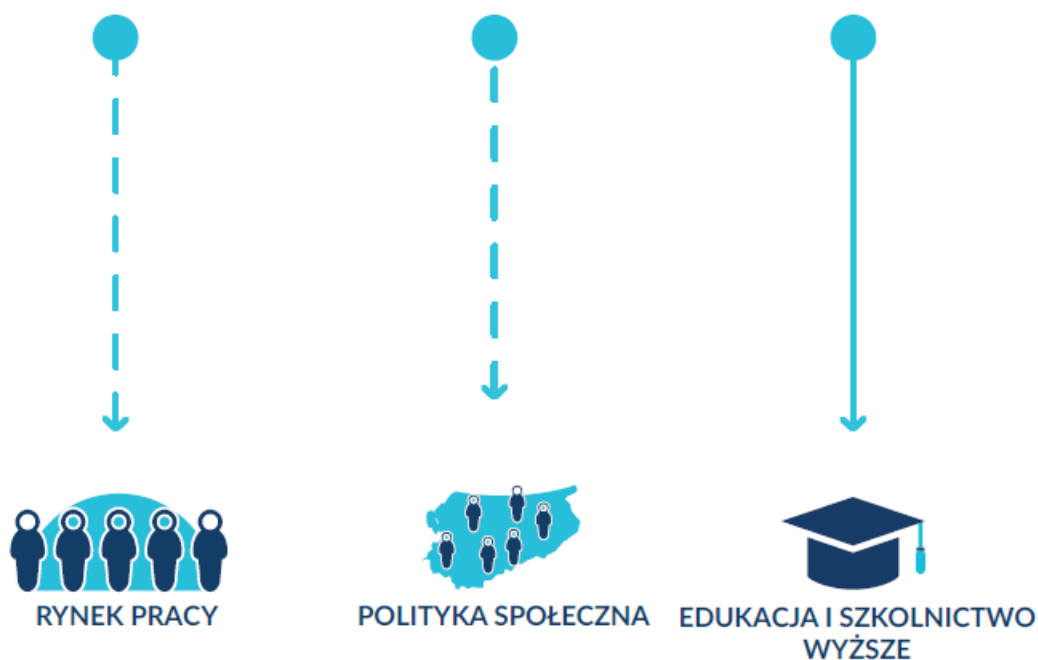 RYNEK PRACY
POLITYKA SPOŁECZNA
EDUKACJA I SZKOLNICTWO
WYŻSZE